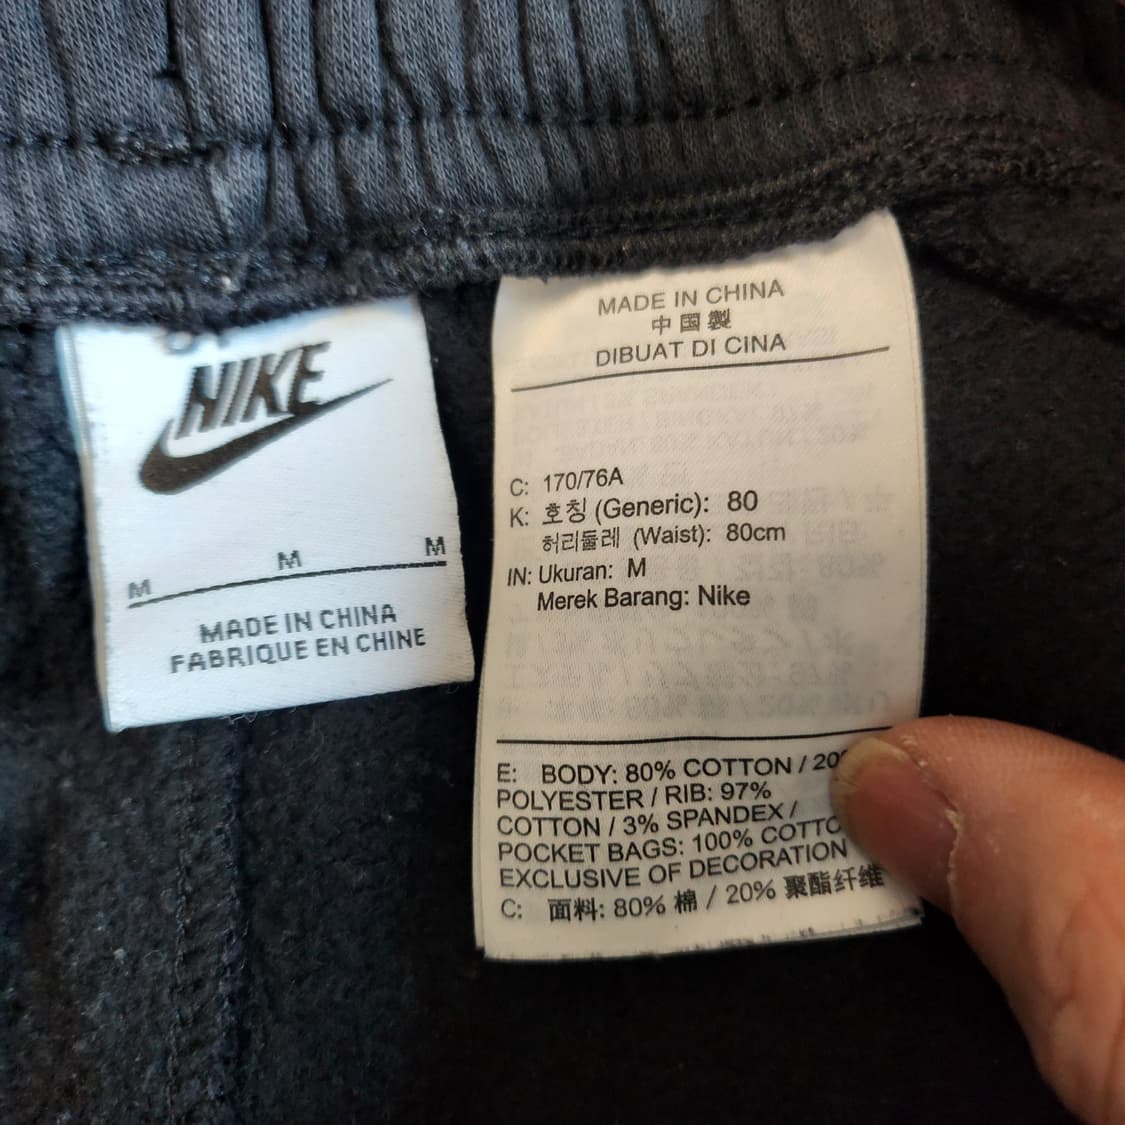 NIKE
M M M
MADE IN CHINA
FABRIQUE EN CHINE
MADE IN CHINA
中国製
DIBUAT DI CINA
C: 170/76A
K: 호칭 (Generic): 80
허리둘레 (Waist): 80cm
IN: Ukuran: M
Merek Barang: Nike
E: BODY: 80% COTTON / 20
POLYESTER / RIB: 97%
COTTON / 3% SPANDEX /
POCKET BAGS: 100% COTTO
EXCLUSIVE OF DECORATION
C: 面料: 80% 棉 / 20% 聚酯纤维